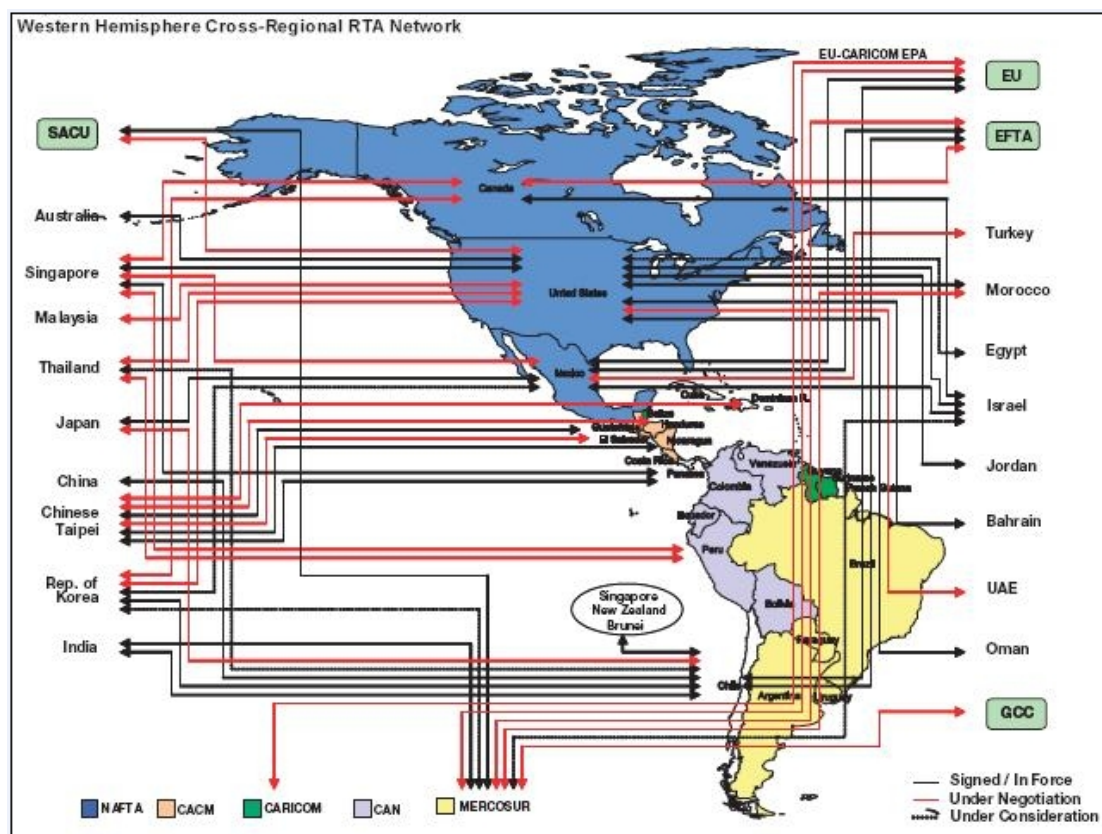 Western Hemisphere Cross-Regional RTA Network
EU-CARICOM EPA
EU
SACU
EFTA
Canada
Australia
Turkey
Singapore
Morocco
United States
Malaysia
Egypt
Thailand
Mexico
Israel
Cuba
Dominican R.
Belize
Japan
Honduras
Guatemala
El Salvador
Nicaragua
Costa Rica
Panama
Venezuela
Jordan
China
Colombia
French Guiana
Chinese
Taipei
Ecuador
Bahrain
Peru
Brazil
Rep. of
Korea
Singapore
New Zealand
Brunei
Bolivia
UAE
India
Paraguay
Oman
Chile
Argentina
Uruguay
GCC
NAFTA
CACM
CARICOM
CAN
MERCOSUR
Signed / In Force
Under Negotiation
Under Consideration